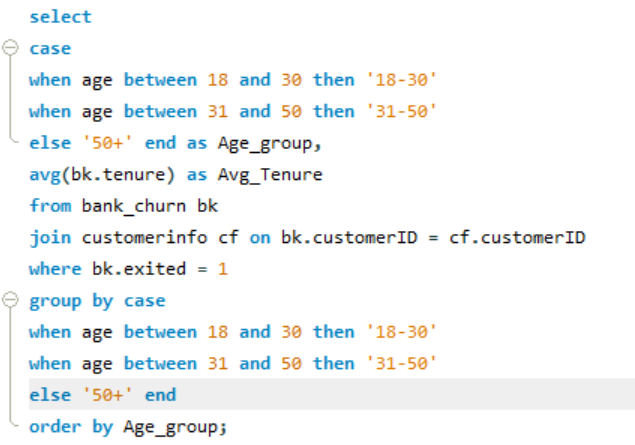 select
case
when age between 18 and 30 then '18-30'
when age between 31 and 50 then '31-50'
else '50+' end as Age_group,
avg(bk.tenure) as Avg_Tenure
from bank_churn bk
join customerinfo cf on bk.customerID = cf.customerID
where bk.exited = 1
group by case
when age between 18 and 30 then '18-30'
when age between 31 and 50 then '31-50'
else '50+' end
order by Age_group;